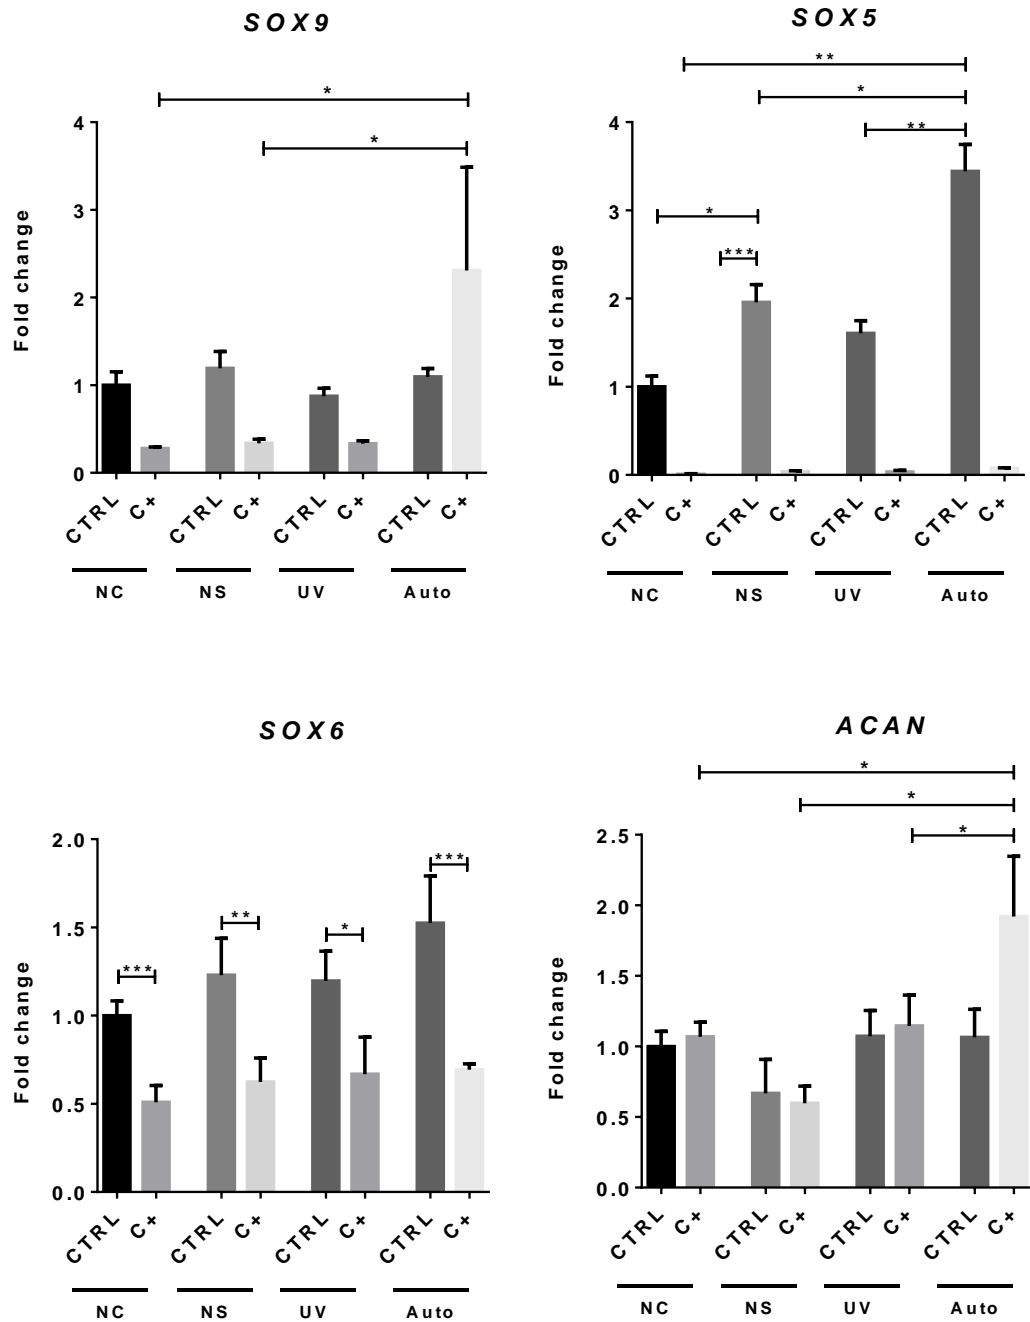 SOX9
*
*
4
3
2
1
0
Fold change
CTRL C+ CTRL C+ CTRL C+ CTRL C+
NC NS UV Auto
SOX5
**
*
**
*
***
4
3
2
1
0
Fold change
CTRL C+ CTRL C+ CTRL C+ CTRL C+
NC NS UV Auto
SOX6
***
**
*
***
2.0
1.5
1.0
0.5
0.0
Fold change
CTRL C+ CTRL C+ CTRL C+ CTRL C+
NC NS UV Auto
ACAN
*
*
*
2.5
2.0
1.5
1.0
0.5
0.0
Fold change
CTRL C+ CTRL C+ CTRL C+ CTRL C+
NC NS UV Auto